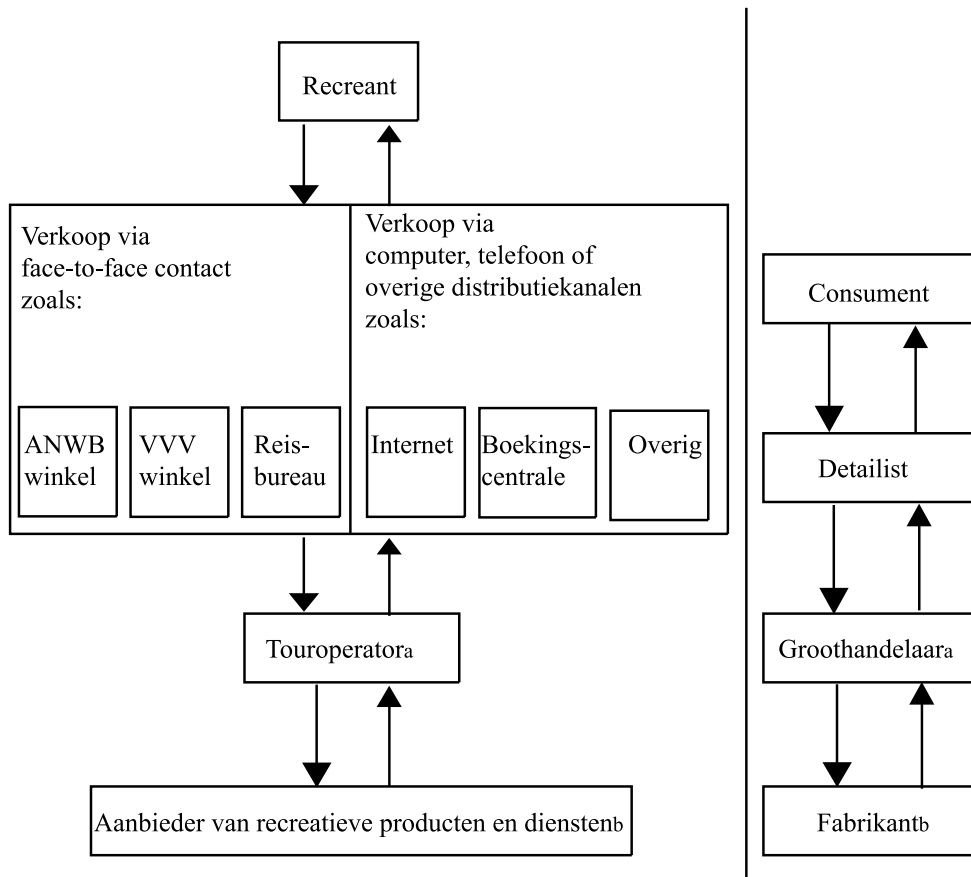 Recreant
Verkoop via
face-to-face contact
zoals:
Verkoop via
computer, telefoon of
overige distributiekanalen
zoals:
ANWB
winkel
VVV
winkel
Reis-
bureau
Internet
Boekings-
centrale
Overig
Touroperatora
Aanbieder van recreatieve producten en dienstenb
Consument
Detailist
Groothandelaara
Fabrikantb